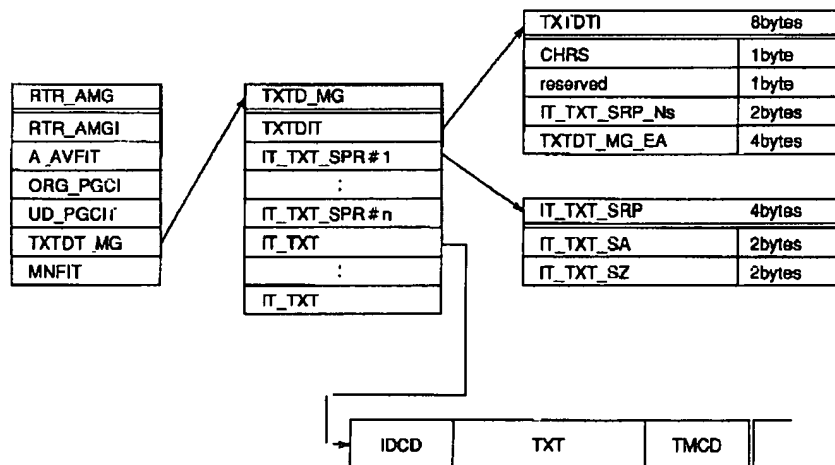 TXTDTI 8bytes
CHRS 1byte
reserved 1byte
IT_TXT_SRP_Ns 2bytes
TXTDT_MG_EA 4bytes
RTR_AMG
RTR_AMGI
A_AVFIT
ORG_PGCI
UD_PGCIT
TXTDT_MG
MNFIT
TXTD_MG
TXTDIT
IT_TXT_SPR#1
:
IT_TXT_SPR#n
IT_TXT
:
IT_TXT
IT_TXT_SRP 4bytes
IT_TXT_SA 2bytes
IT_TXT_SZ 2bytes
IDCD TXT TMCD